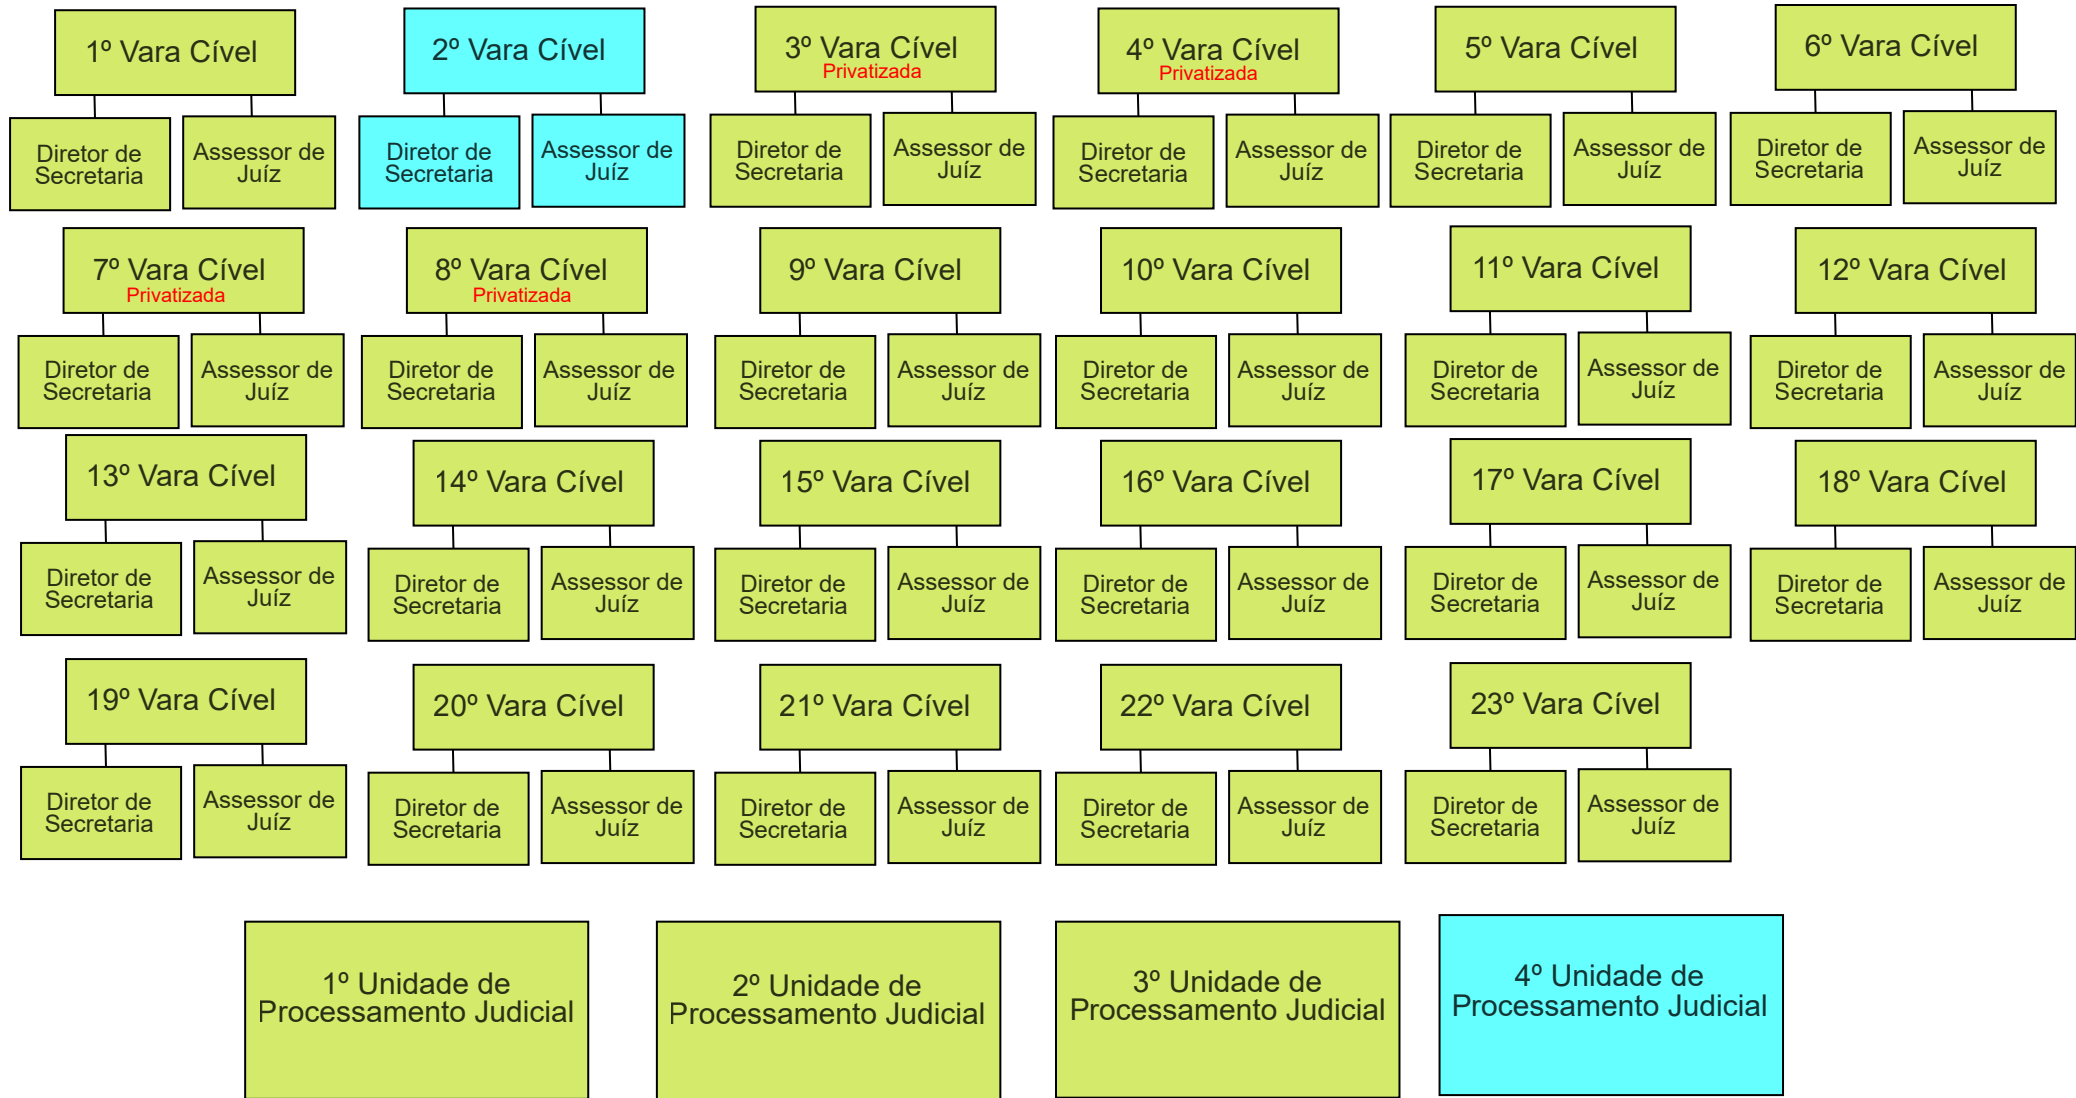 1º Vara Cível
2º Vara Cível
3º Vara Cível
Privatizada
4º Vara Cível
Privatizada
5º Vara Cível
6º Vara Cível
Diretor de
Secretaria
Assessor de
Juíz
Diretor de
Secretaria
Assessor de
Juíz
Diretor de
Secretaria
Assessor de
Juíz
Diretor de
Secretaria
Assessor de
Juíz
Diretor de
Secretaria
Assessor de
Juíz
Diretor de
Secretaria
Assessor de
Juíz
7º Vara Cível
Privatizada
8º Vara Cível
Privatizada
9º Vara Cível
10º Vara Cível
11º Vara Cível
12º Vara Cível
Diretor de
Secretaria
Assessor de
Juíz
Diretor de
Secretaria
Assessor de
Juíz
Diretor de
Secretaria
Assessor de
Juíz
Diretor de
Secretaria
Assessor de
Juíz
Diretor de
Secretaria
Assessor de
Juíz
Diretor de
Secretaria
Assessor de
Juíz
13º Vara Cível
14º Vara Cível
15º Vara Cível
16º Vara Cível
17º Vara Cível
18º Vara Cível
Diretor de
Secretaria
Assessor de
Juíz
Diretor de
Secretaria
Assessor de
Juíz
Diretor de
Secretaria
Assessor de
Juíz
Diretor de
Secretaria
Assessor de
Juíz
Diretor de
Secretaria
Assessor de
Juíz
Diretor de
Secretaria
Assessor de
Juíz
19º Vara Cível
20º Vara Cível
21º Vara Cível
22º Vara Cível
23º Vara Cível
Diretor de
Secretaria
Assessor de
Juíz
Diretor de
Secretaria
Assessor de
Juíz
Diretor de
Secretaria
Assessor de
Juíz
Diretor de
Secretaria
Assessor de
Juíz
Diretor de
Secretaria
Assessor de
Juíz
1º Unidade de
Processamento Judicial
2º Unidade de
Processamento Judicial
3º Unidade de
Processamento Judicial
4º Unidade de
Processamento Judicial